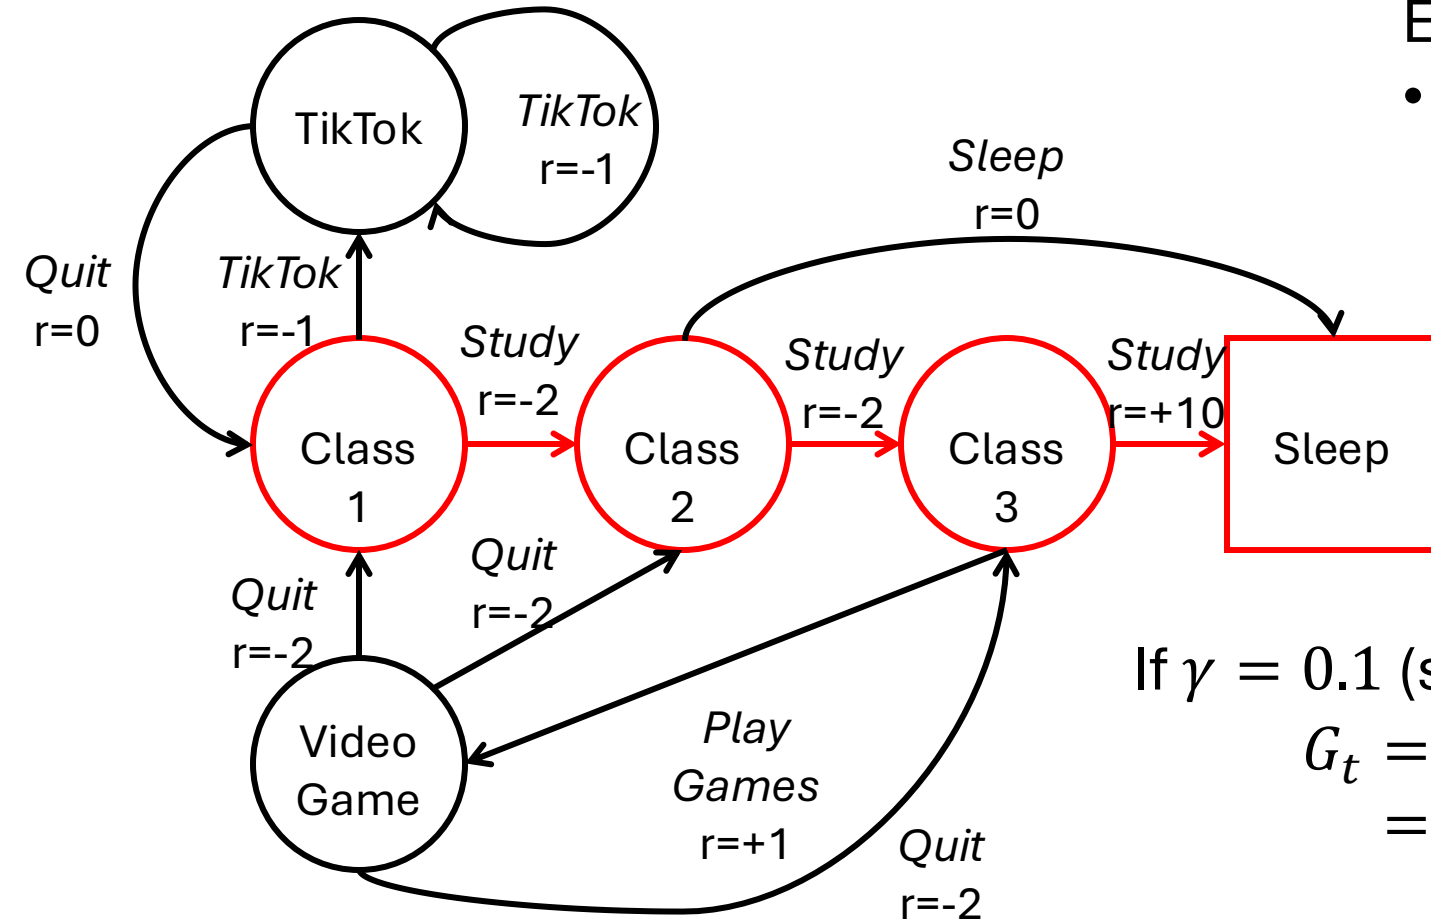 E
•
TikTok
TikTok
r=-1
Sleep
r=0
Quit
r=0
TikTok
r=-1
Study
r=-2
Study
r=-2
Study
r=+10
Class
1
Class
2
Class
3
Sleep
Quit
r=-2
Quit
r=-2
If γ = 0.1 (s
G_t =
=
Video
Game
Play
Games
r=+1
Quit
r=-2